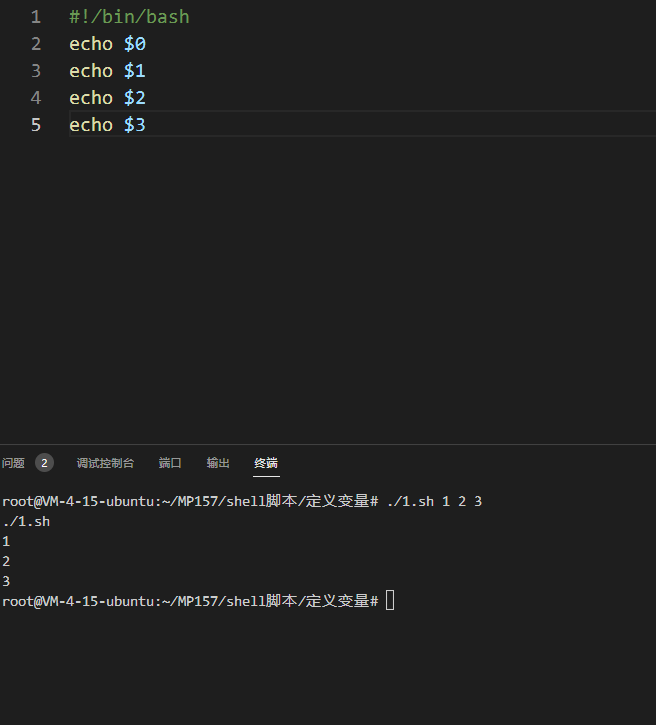 1 #!/bin/bash
2 echo $0
3 echo $1
4 echo $2
5 echo $3
问题 2 调试控制台 端口 输出 终端
root@VM-4-15-ubuntu:~/MP157/shell脚本/定义变量# ./1.sh 1 2 3
./1.sh
1
2
3
root@VM-4-15-ubuntu:~/MP157/shell脚本/定义变量#